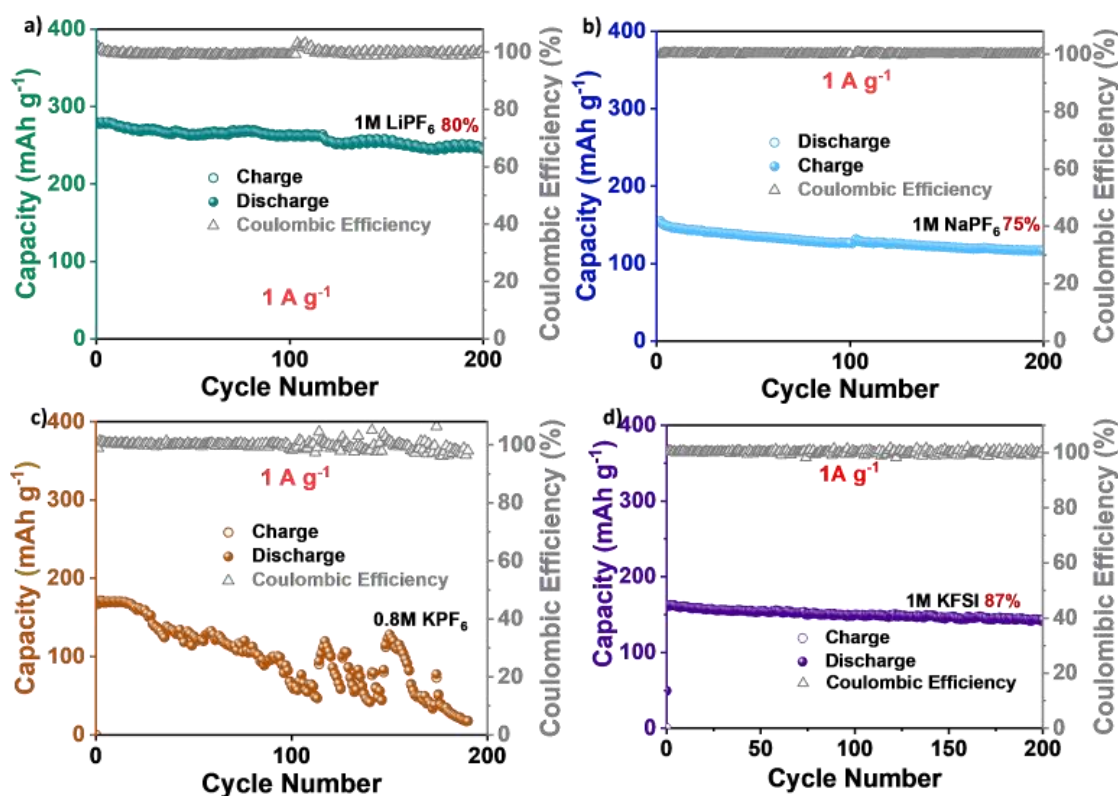 a)
400
300
200
100
0
Capacity (mAh g⁻¹)
1M LiPF₆ 80%
Charge
Discharge
Coulombic Efficiency
1 A g⁻¹
0
100
200
Cycle Number
100
80
60
40
20
0
Coulombic Efficiency (%)
b)
400
300
200
100
0
Capacity (mAh g⁻¹)
1 A g⁻¹
Discharge
Charge
Coulombic Efficiency
1M NaPF₆ 75%
0
100
200
Cycle Number
100
80
60
40
20
0
Coulombic Efficiency (%)
c)
400
300
200
100
0
Capacity (mAh g⁻¹)
1 A g⁻¹
Charge
Discharge
Coulombic Efficiency
0.8M KPF₆
0
100
200
Cycle Number
100
80
60
40
20
0
Coulombic Efficiency (%)
d)
400
300
200
150
100
0
Capacity (mAh g⁻¹)
1A g⁻¹
1M KFSI 87%
Charge
Discharge
Coulombic Efficiency
0
50
100
150
200
Cycle Number
100
80
60
40
20
0
Coulombic Efficiency (%)